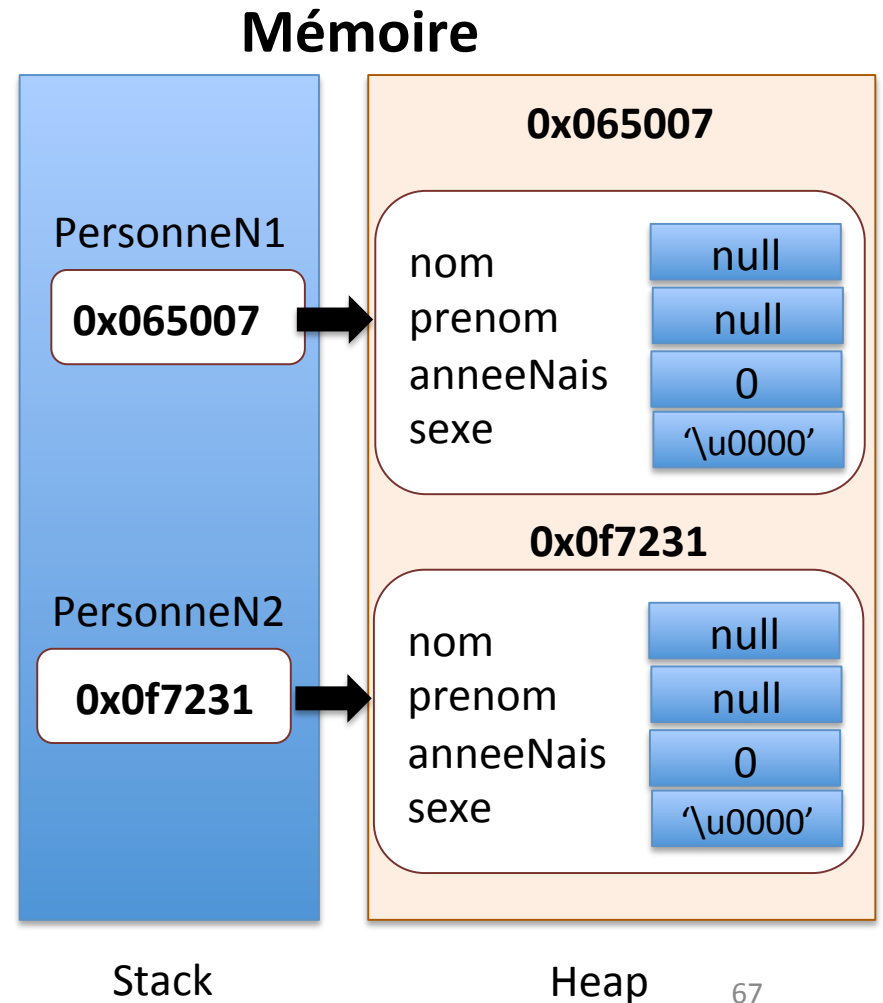 Mémoire
0x065007
PersonneN1
0x065007
nom null
prenom null
anneeNais 0
sexe ‘\u0000’
0x0f7231
PersonneN2
0x0f7231
nom null
prenom null
anneeNais 0
sexe ‘\u0000’
Stack
Heap
67